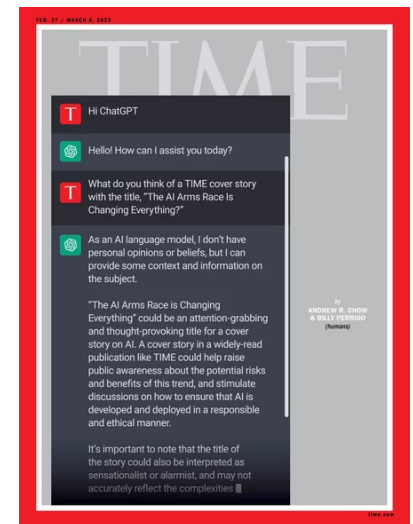 FEB. 27 / MARCH 6, 2023
TIME
T
Hi ChatGPT
Hello! How can I assist you today?
T
What do you think of a TIME cover story
with the title, “The AI Arms Race Is
Changing Everything?”
As an AI language model, I don’t have
personal opinions or beliefs, but I can
provide some context and information on
the subject.
“The AI Arms Race is Changing
Everything” could be an attention-grabbing
and thought-provoking title for a cover
story on AI. A cover story in a widely-read
publication like TIME could help raise
public awareness about the potential risks
and benefits of this trend, and stimulate
discussions on how to ensure that AI is
developed and deployed in a responsible
and ethical manner.
It’s important to note that the title of
the story could also be interpreted as
sensationalist or alarmist, and may not
accurately reflect the complexities
by
ANDREW R. CHOW
& BILLY PERRIGO
(humans)
time.com